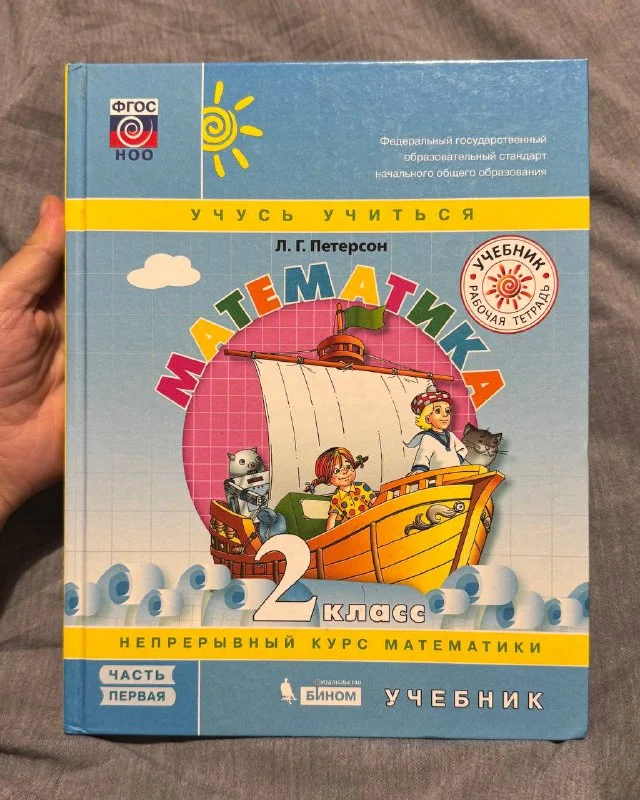 ФГОС
НОО
Федеральный государственный
образовательный стандарт
начального общего образования
УЧУСЬ УЧИТЬСЯ
Л. Г. Петерсон
МАТЕМАТИКА
УЧЕБНИК
РАБОЧАЯ ТЕТРАДЬ
2 класс
НЕПРЕРЫВНЫЙ КУРС МАТЕМАТИКИ
ЧАСТЬ
ПЕРВАЯ
ИЗДАТЕЛЬСТВО
БИНОМ
УЧЕБНИК